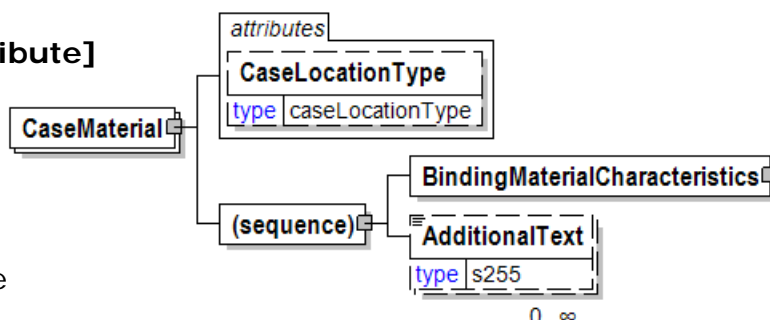 ibute]
attributes
CaseLocationType
type caseLocationType
CaseMaterial
BindingMaterialCharacteristics
(sequence)
AdditionalText
type s255
e
0 ∞